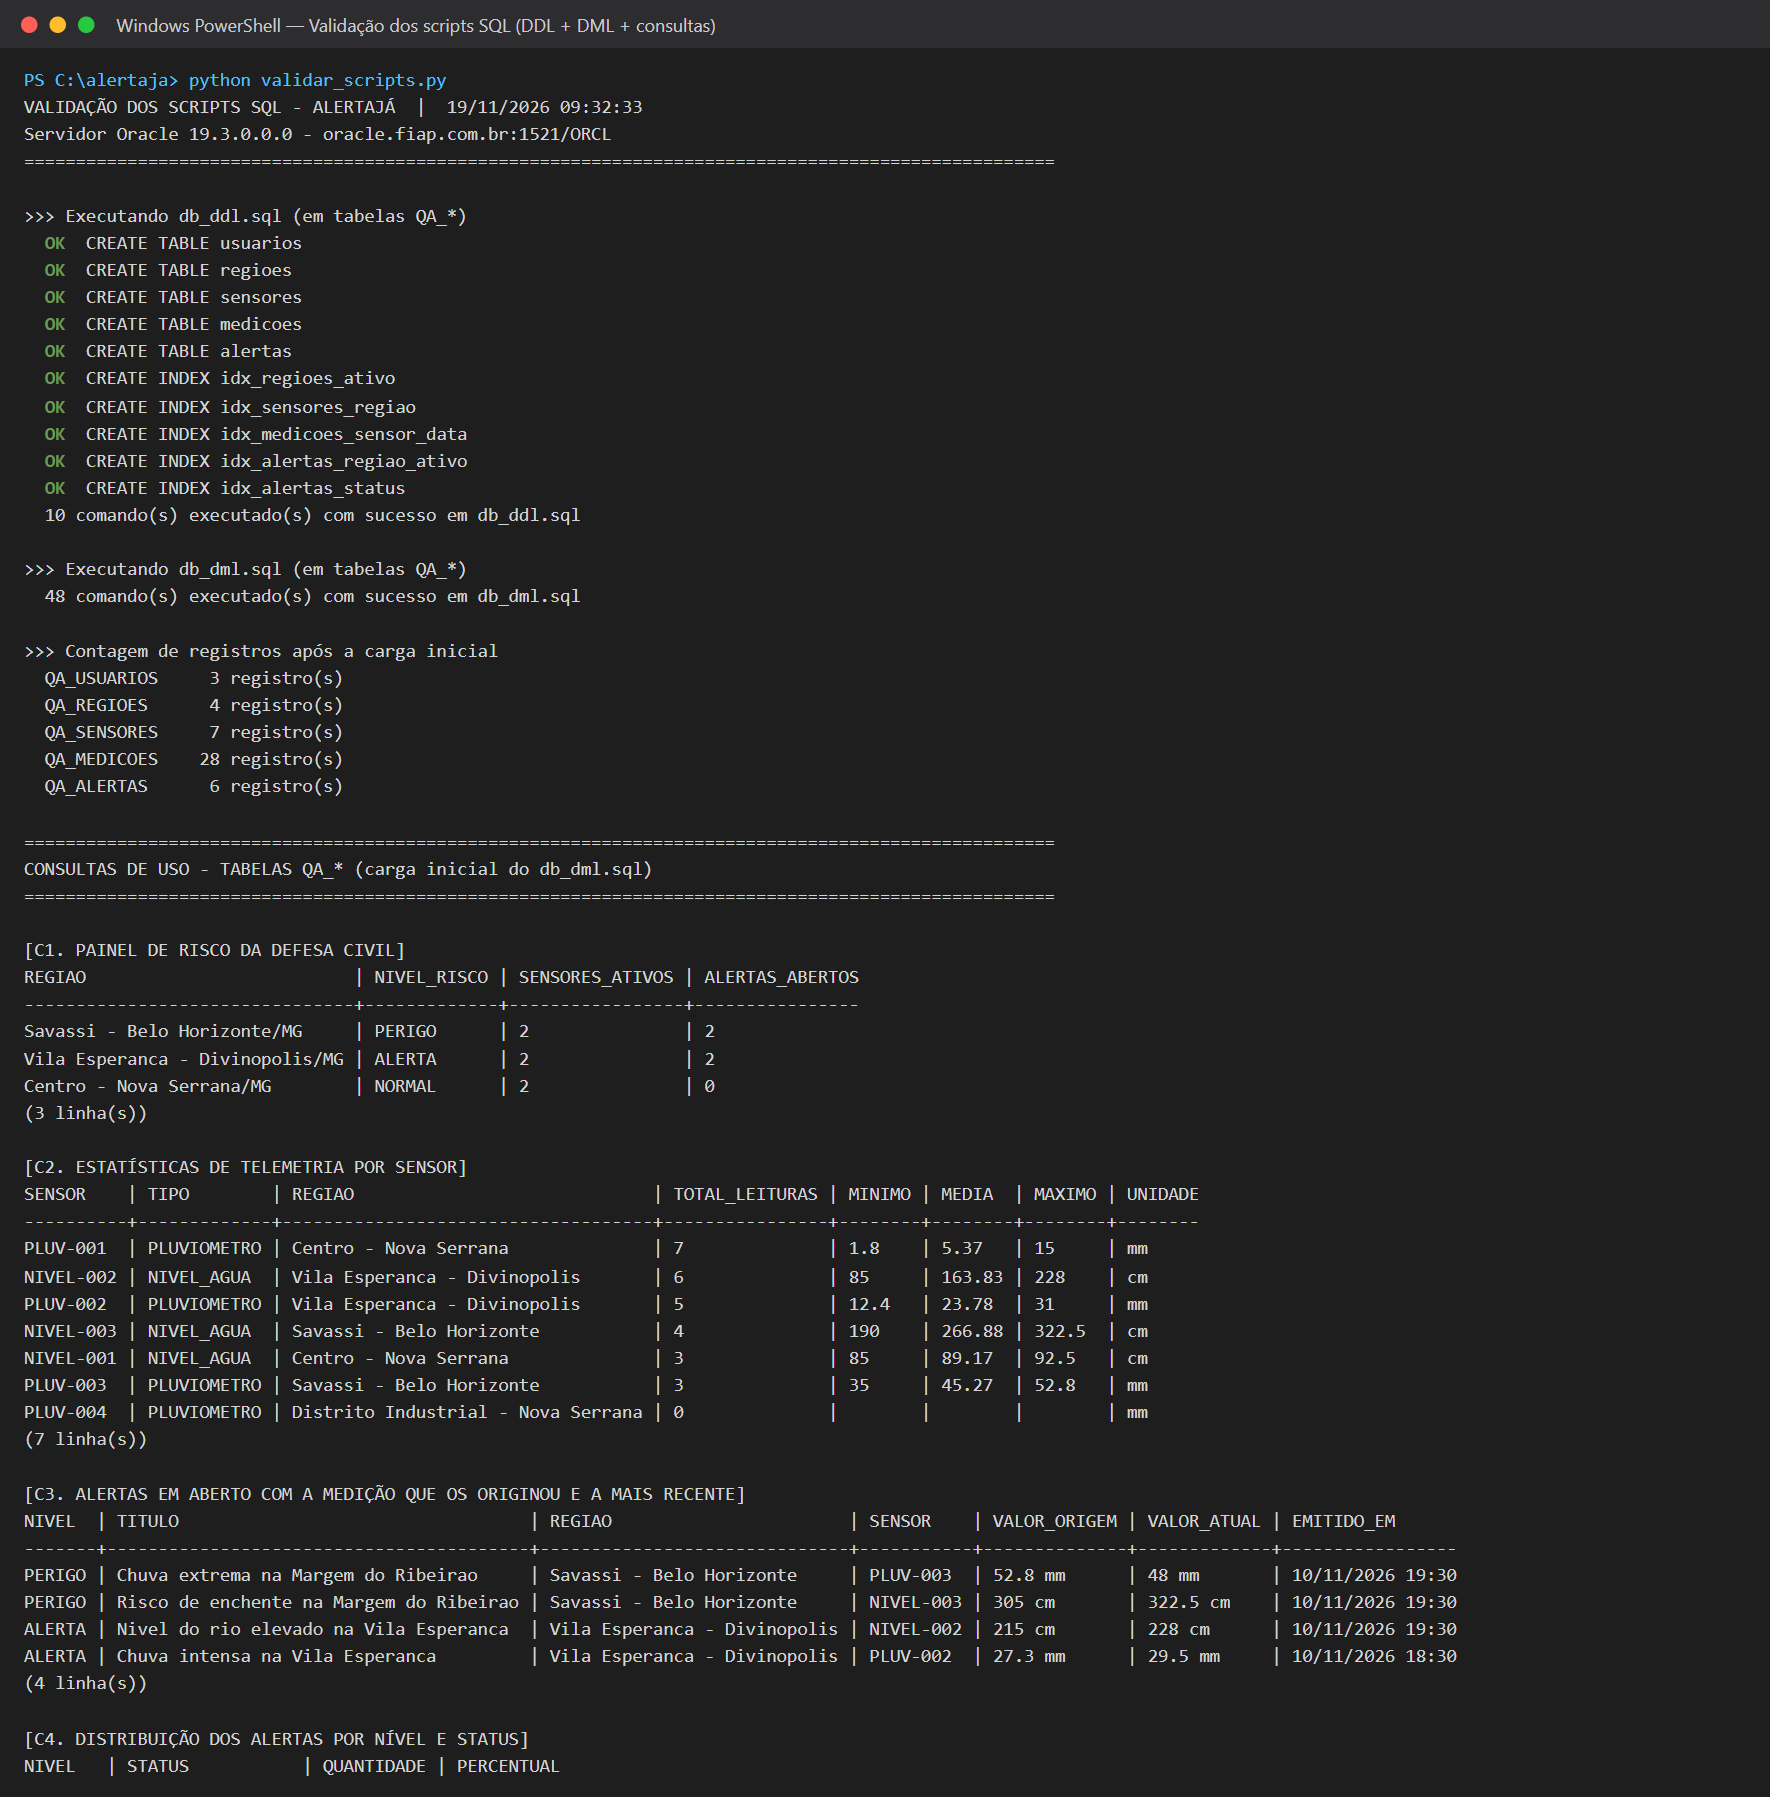 Windows PowerShell — Validação dos scripts SQL (DDL + DML + consultas)
PS C:\alertaja> python validar_scripts.py
VALIDAÇÃO DOS SCRIPTS SQL - ALERTAJÁ  |  19/11/2026 09:32:33
Servidor Oracle 19.3.0.0.0 - oracle.fiap.com.br:1521/ORCL
====================================================================================================
>>> Executando db_ddl.sql (em tabelas QA_*)
  OK  CREATE TABLE usuarios
  OK  CREATE TABLE regioes
  OK  CREATE TABLE sensores
  OK  CREATE TABLE medicoes
  OK  CREATE TABLE alertas
  OK  CREATE INDEX idx_regioes_ativo
  OK  CREATE INDEX idx_sensores_regiao
  OK  CREATE INDEX idx_medicoes_sensor_data
  OK  CREATE INDEX idx_alertas_regiao_ativo
  OK  CREATE INDEX idx_alertas_status
  10 comando(s) executado(s) com sucesso em db_ddl.sql
>>> Executando db_dml.sql (em tabelas QA_*)
  48 comando(s) executado(s) com sucesso em db_dml.sql
>>> Contagem de registros após a carga inicial
  QA_USUARIOS     3 registro(s)
  QA_REGIOES      4 registro(s)
  QA_SENSORES     7 registro(s)
  QA_MEDICOES    28 registro(s)
  QA_ALERTAS      6 registro(s)
====================================================================================================
CONSULTAS DE USO - TABELAS QA_* (carga inicial do db_dml.sql)
====================================================================================================
[C1. PAINEL DE RISCO DA DEFESA CIVIL]
REGIAO                          | NIVEL_RISCO | SENSORES_ATIVOS | ALERTAS_ABERTOS
--------------------------------+-------------+-----------------+----------------
Savassi - Belo Horizonte/MG     | PERIGO      | 2               | 2
Vila Esperanca - Divinopolis/MG | ALERTA      | 2               | 2
Centro - Nova Serrana/MG        | NORMAL      | 2               | 0
(3 linha(s))
[C2. ESTATÍSTICAS DE TELEMETRIA POR SENSOR]
SENSOR    | TIPO        | REGIAO                             | TOTAL_LEITURAS | MINIMO | MEDIA  | MAXIMO | UNIDADE
----------+-------------+------------------------------------+----------------+--------+--------+--------+--------
PLUV-001  | PLUVIOMETRO | Centro - Nova Serrana              | 7              | 1.8    | 5.37   | 15     | mm
NIVEL-002 | NIVEL_AGUA  | Vila Esperanca - Divinopolis       | 6              | 85     | 163.83 | 228    | cm
PLUV-002  | PLUVIOMETRO | Vila Esperanca - Divinopolis       | 5              | 12.4   | 23.78  | 31     | mm
NIVEL-003 | NIVEL_AGUA  | Savassi - Belo Horizonte           | 4              | 190    | 266.88 | 322.5  | cm
NIVEL-001 | NIVEL_AGUA  | Centro - Nova Serrana              | 3              | 85     | 89.17  | 92.5   | cm
PLUV-003  | PLUVIOMETRO | Savassi - Belo Horizonte           | 3              | 35     | 45.27  | 52.8   | mm
PLUV-004  | PLUVIOMETRO | Distrito Industrial - Nova Serrana | 0              |        |        |        | mm
(7 linha(s))
[C3. ALERTAS EM ABERTO COM A MEDIÇÃO QUE OS ORIGINOU E A MAIS RECENTE]
NIVEL  | TITULO                                  | REGIAO                       | SENSOR    | VALOR_ORIGEM | VALOR_ATUAL | EMITIDO_EM
-------+-----------------------------------------+------------------------------+-----------+--------------+-------------+-----------------
PERIGO | Chuva extrema na Margem do Ribeirao     | Savassi - Belo Horizonte     | PLUV-003  | 52.8 mm      | 48 mm       | 10/11/2026 19:30
PERIGO | Risco de enchente na Margem do Ribeirao | Savassi - Belo Horizonte     | NIVEL-003 | 305 cm       | 322.5 cm    | 10/11/2026 19:30
ALERTA | Nivel do rio elevado na Vila Esperanca  | Vila Esperanca - Divinopolis | NIVEL-002 | 215 cm       | 228 cm      | 10/11/2026 19:30
ALERTA | Chuva intensa na Vila Esperanca         | Vila Esperanca - Divinopolis | PLUV-002  | 27.3 mm      | 29.5 mm     | 10/11/2026 18:30
(4 linha(s))
[C4. DISTRIBUIÇÃO DOS ALERTAS POR NÍVEL E STATUS]
NIVEL   | STATUS           | QUANTIDADE | PERCENTUAL